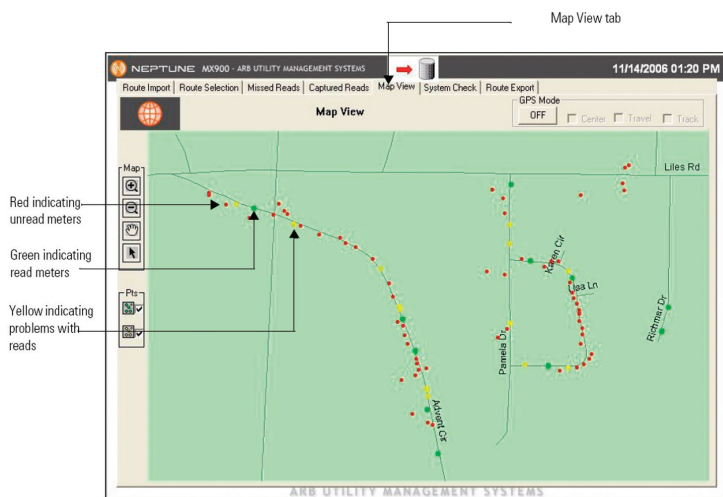 Map View tab
NEPTUNE MX900 - ARB UTILITY MANAGEMENT SYSTEMS
11/14/2006 01:20 PM
Route Import
Route Selection
Missed Reads
Captured Reads
Map View
System Check
Route Export
Map View
GPS Mode
OFF
Center
Travel
Track
Map
Liles Rd
Red indicating
unread meters
Green indicating
read meters
Karen Cir
Pts
Yellow indicating
problems with
reads
Richmar Dr
Pamela Dr
Advent Cir
ARB UTILITY MANAGEMENT SYSTEMS